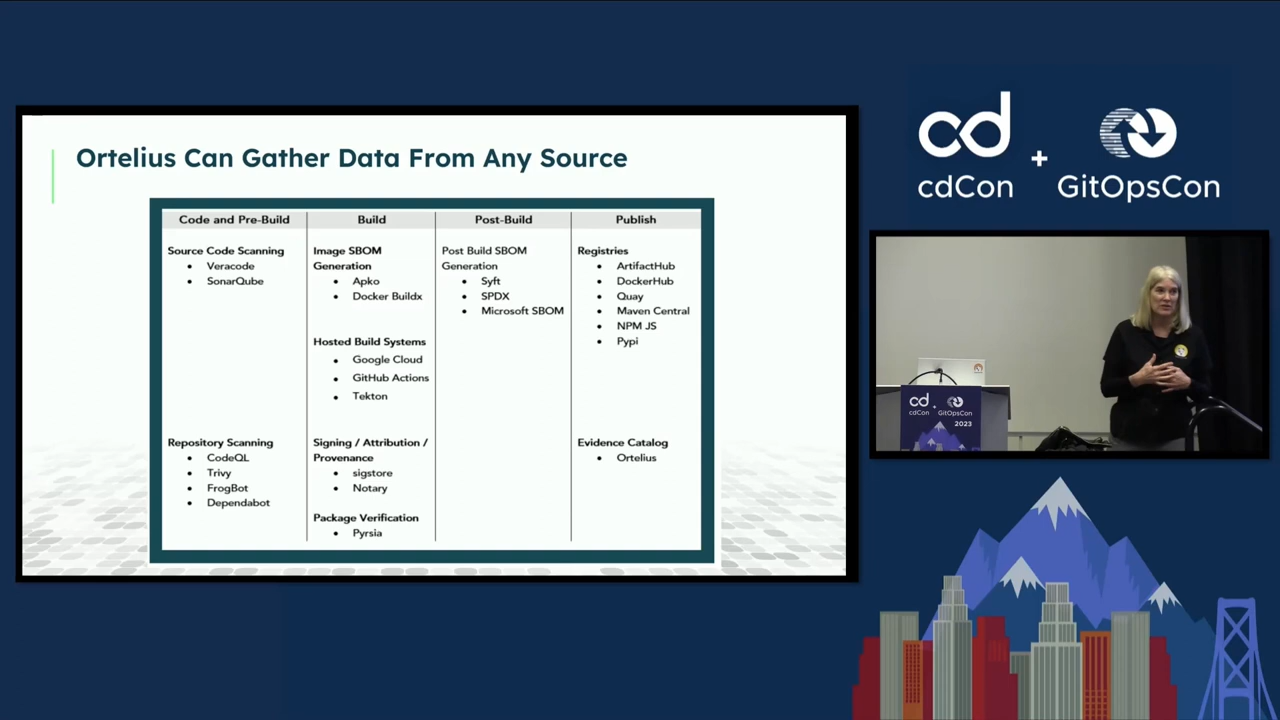 Ortelius Can Gather Data From Any Source
Code and Pre-Build
Source Code Scanning
Veracode
SonarQube
Repository Scanning
CodeQL
Trivy
FrogBot
Dependabot
Build
Image SBOM
Generation
Apko
Docker Buildx
Hosted Build Systems
Google Cloud
GitHub Actions
Tekton
Signing / Attribution /
Provenance
sigstore
Notary
Package Verification
Pyrsia
Post-Build
Post Build SBOM
Generation
Syft
SPDX
Microsoft SBOM
Publish
Registries
ArtifactHub
DockerHub
Quay
Maven Central
NPM JS
Pypi
Evidence Catalog
Ortelius
cd
cdCon
+
GitOpsCon
cd
cdCon
+
GitOpsCon
2023